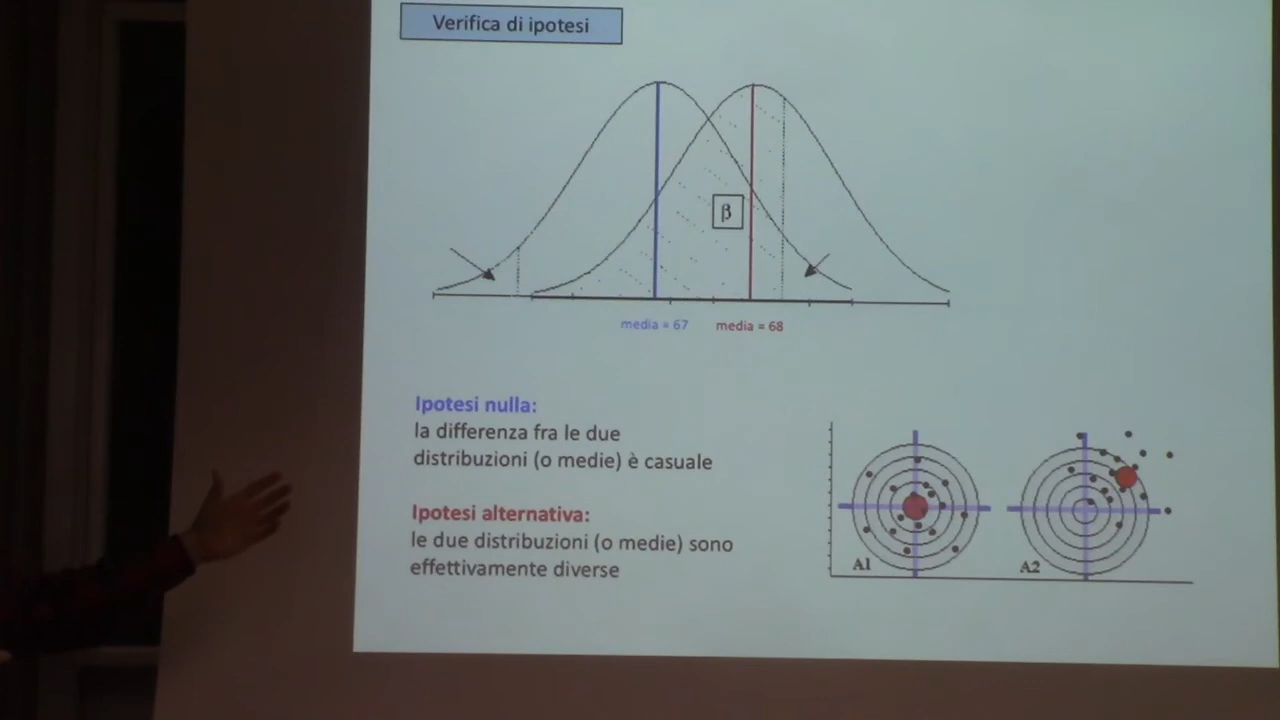 Verifica di ipotesi
β
media = 67
media = 68
Ipotesi nulla:
la differenza fra le due
distribuzioni (o medie) è casuale
Ipotesi alternativa:
le due distribuzioni (o medie) sono
effettivamente diverse
A1
A2